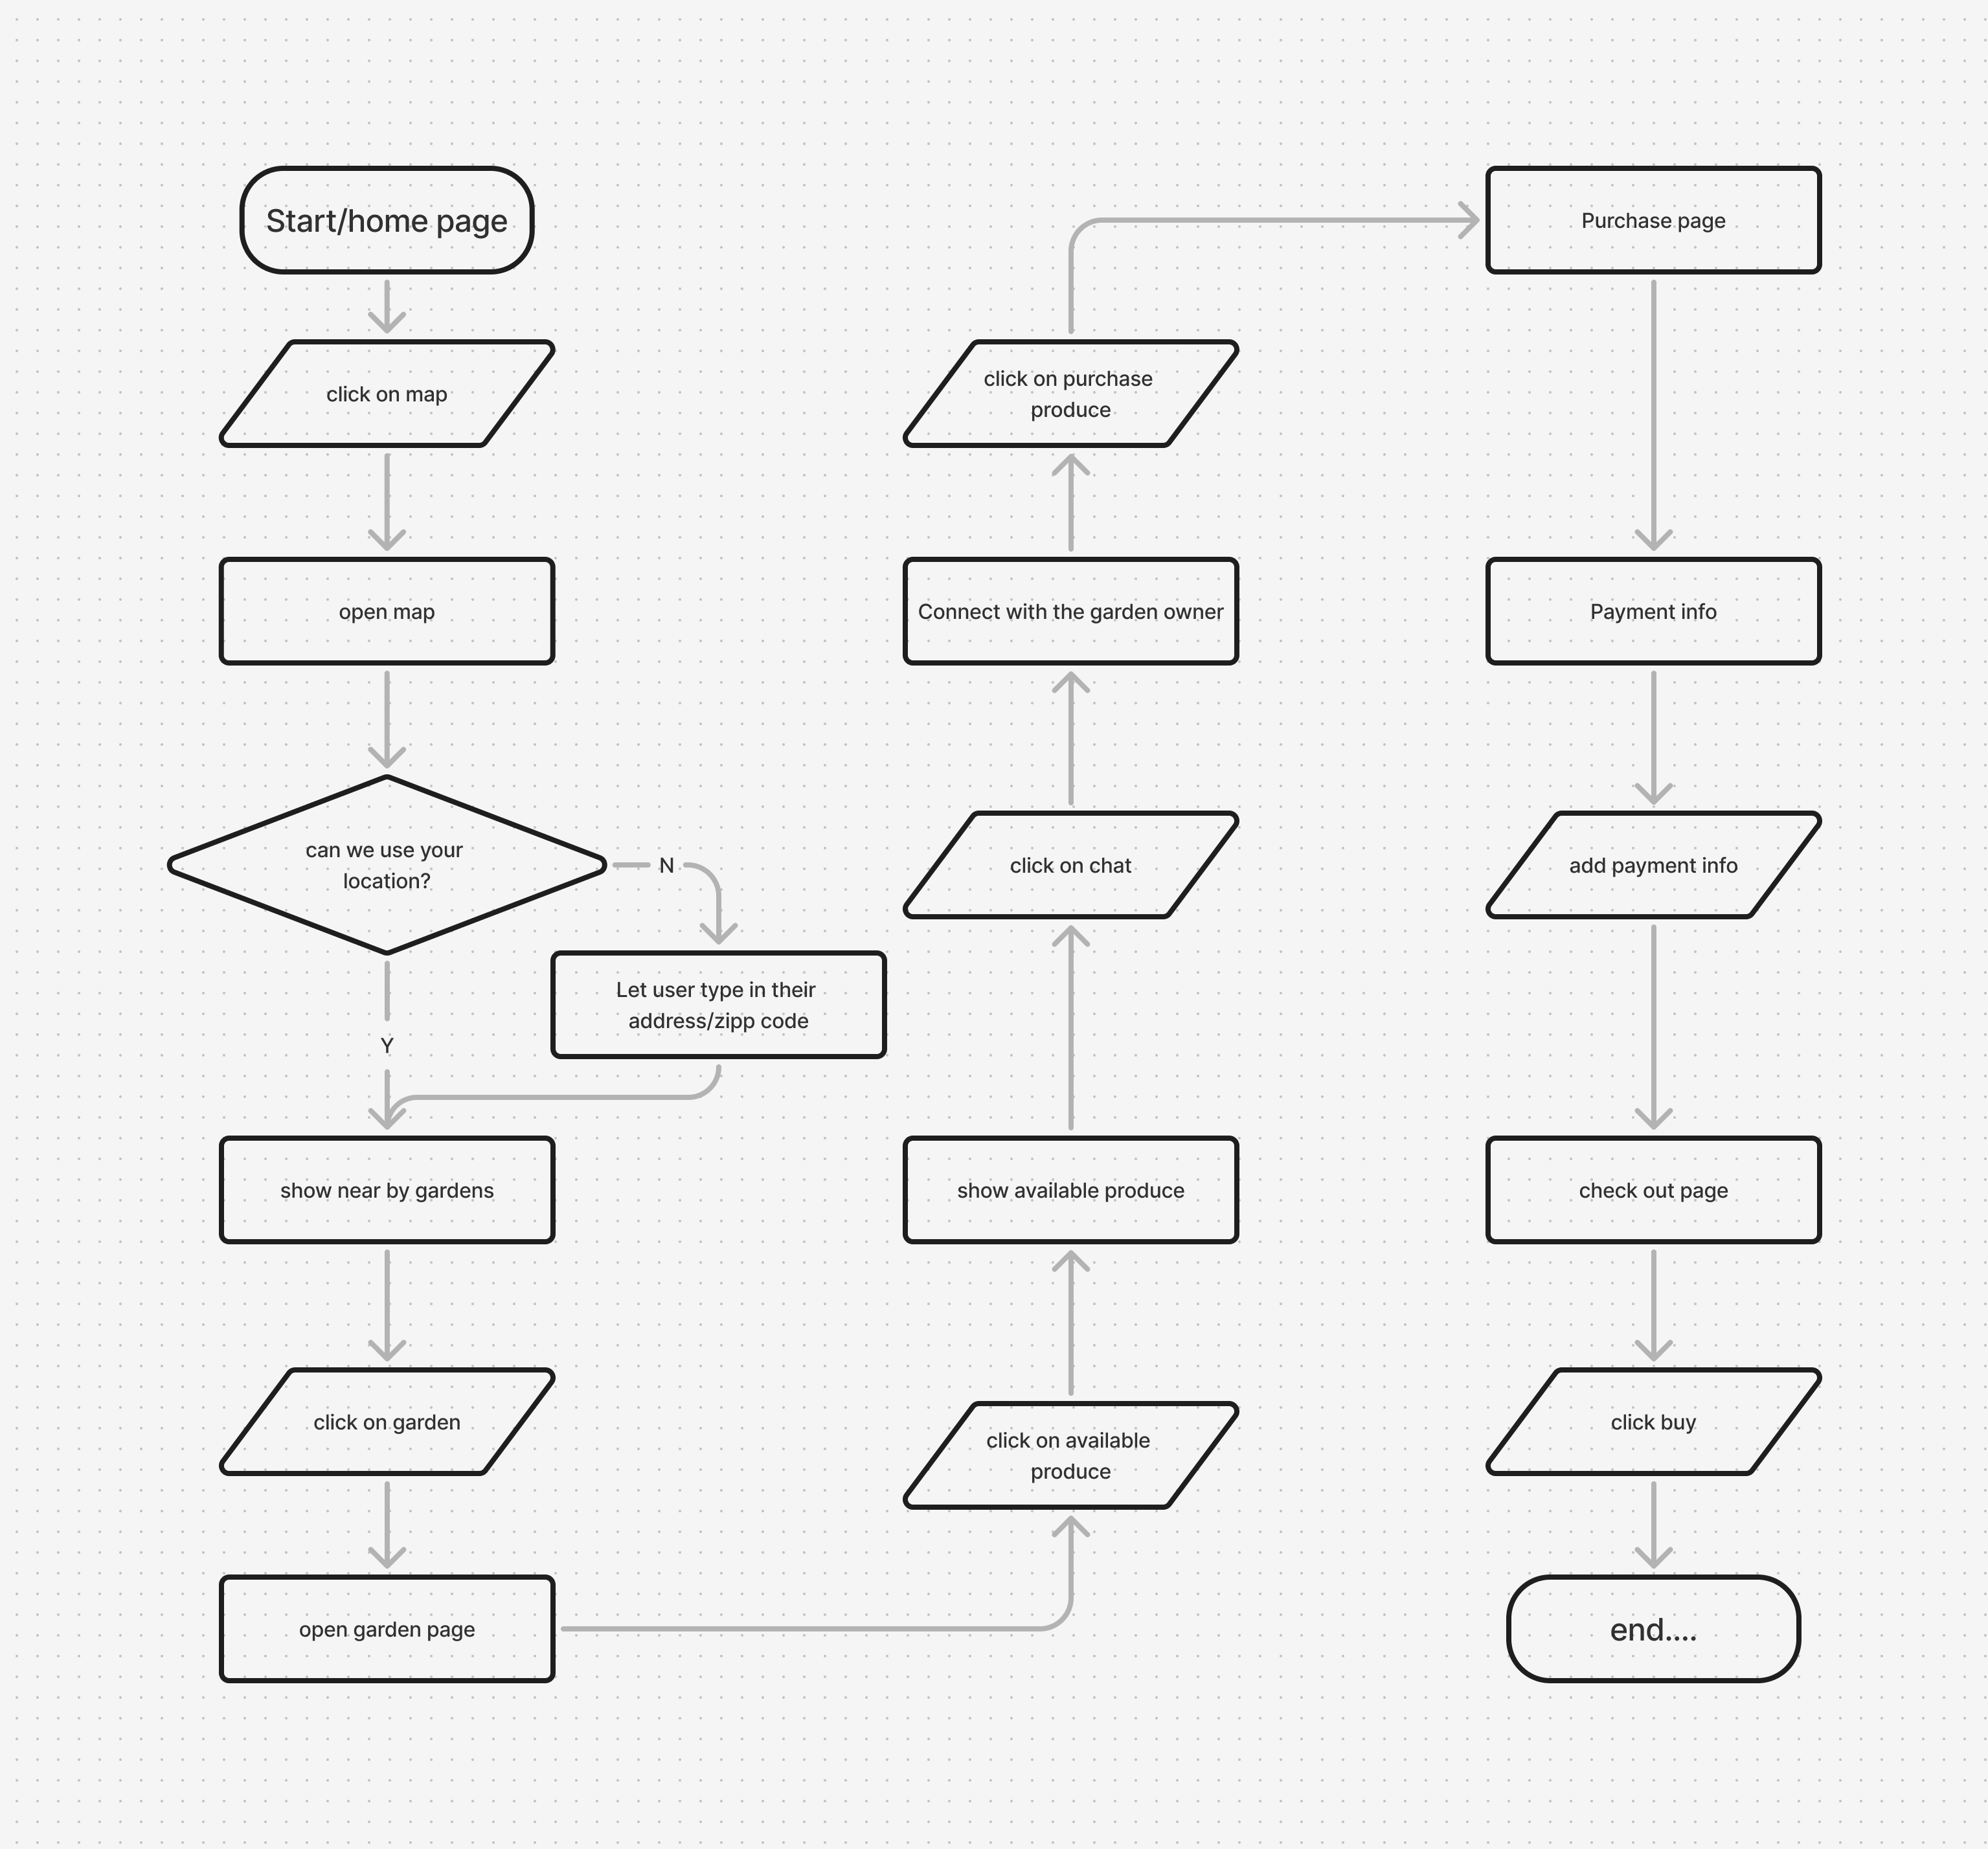 Start/home page
click on map
open map
can we use your
location?
N
Let user type in their
address/zipp code
Y
show near by gardens
click on garden
open garden page
click on available
produce
show available produce
click on chat
Connect with the garden owner
click on purchase
produce
Purchase page
Payment info
add payment info
check out page
click buy
end....